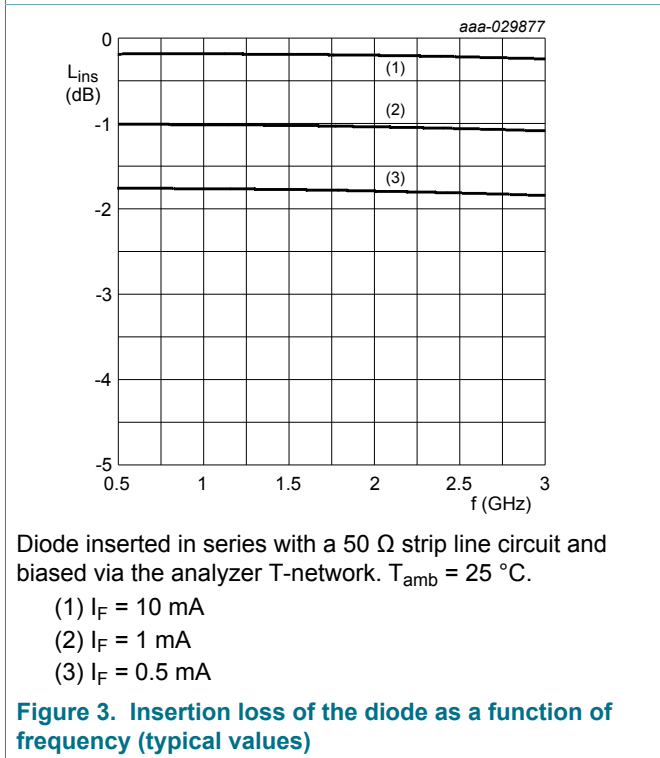 aaa-029877
0
L_ins
(dB)
(1)
(2)
-1
(3)
-2
-3
-4
-5
0.5 1 1.5 2 2.5 3
f (GHz)
Diode inserted in series with a 50 Ω strip line circuit and
biased via the analyzer T-network. T_amb = 25 °C.
(1) I_F = 10 mA
(2) I_F = 1 mA
(3) I_F = 0.5 mA
Figure 3. Insertion loss of the diode as a function of
frequency (typical values)